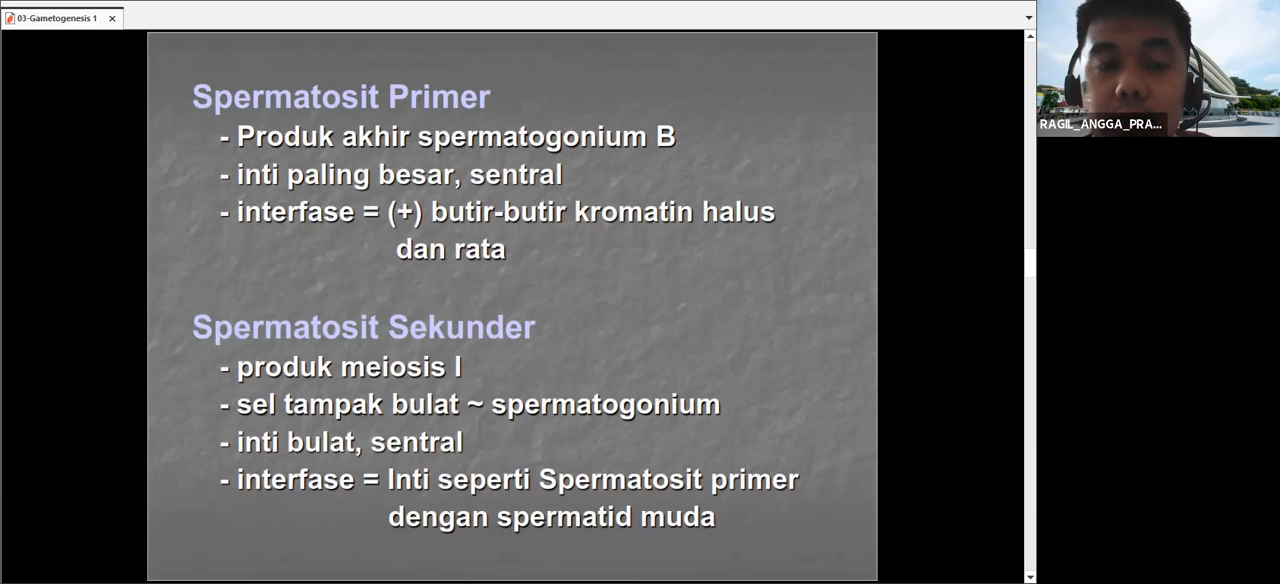 03-Gametogenesis 1
Spermatosit Primer
- Produk akhir spermatogonium B
- inti paling besar, sentral
- interfase = (+) butir-butir kromatin halus
dan rata
Spermatosit Sekunder
- produk meiosis I
- sel tampak bulat ~ spermatogonium
- inti bulat, sentral
- interfase = Inti seperti Spermatosit primer
dengan spermatid muda
RAGIL_ANGGA_PRA...